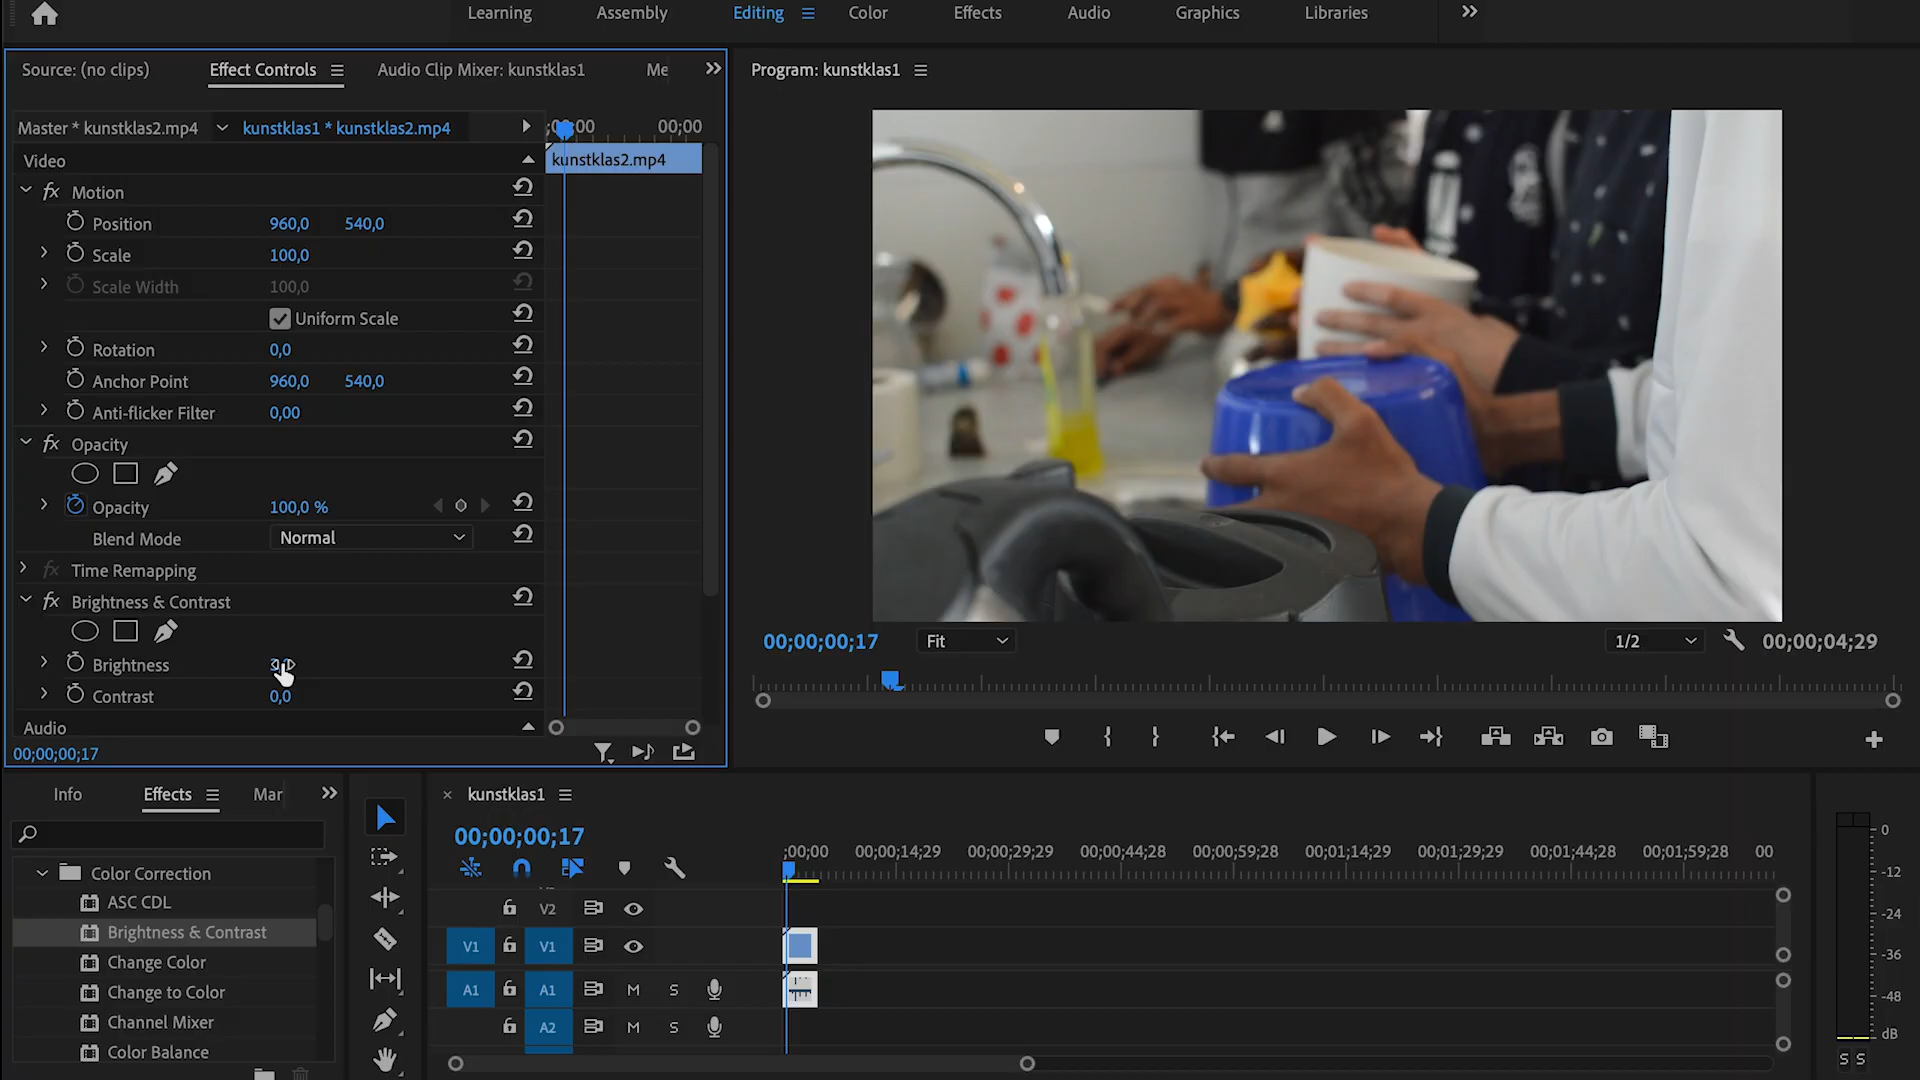 Learning Assembly Editing Color Effects Audio Graphics Libraries
Source: (no clips) Effect Controls Audio Clip Mixer: kunstklas1 Me
Program: kunstklas1
Master * kunstklas2.mp4 kunstklas1 * kunstklas2.mp4 00;00 00;00
Video kunstklas2.mp4
fx Motion
Position 960,0 540,0
Scale 100,0
Scale Width 100,0
Uniform Scale
Rotation 0,0
Anchor Point 960,0 540,0
Anti-flicker Filter 0,00
fx Opacity
Opacity 100,0 %
Blend Mode Normal
fx Time Remapping
fx Brightness & Contrast
Brightness
Contrast 0,0
Audio
00;00;00;17
00;00;00;17 Fit 1/2 00;00;04;29
Info Effects Mar
Color Correction
ASC CDL
Brightness & Contrast
Change Color
Change to Color
Channel Mixer
Color Balance
× kunstklas1
00;00;00;17
;00;00 00;00;14;29 00;00;29;29 00;00;44;28 00;00;59;28 00;01;14;29 00;01;29;29 00;01;44;28 00;01;59;28 00
V2
V1 V1
A1 A1 M S
A2 M S
0
-12
-24
-36
-48
dB
S S